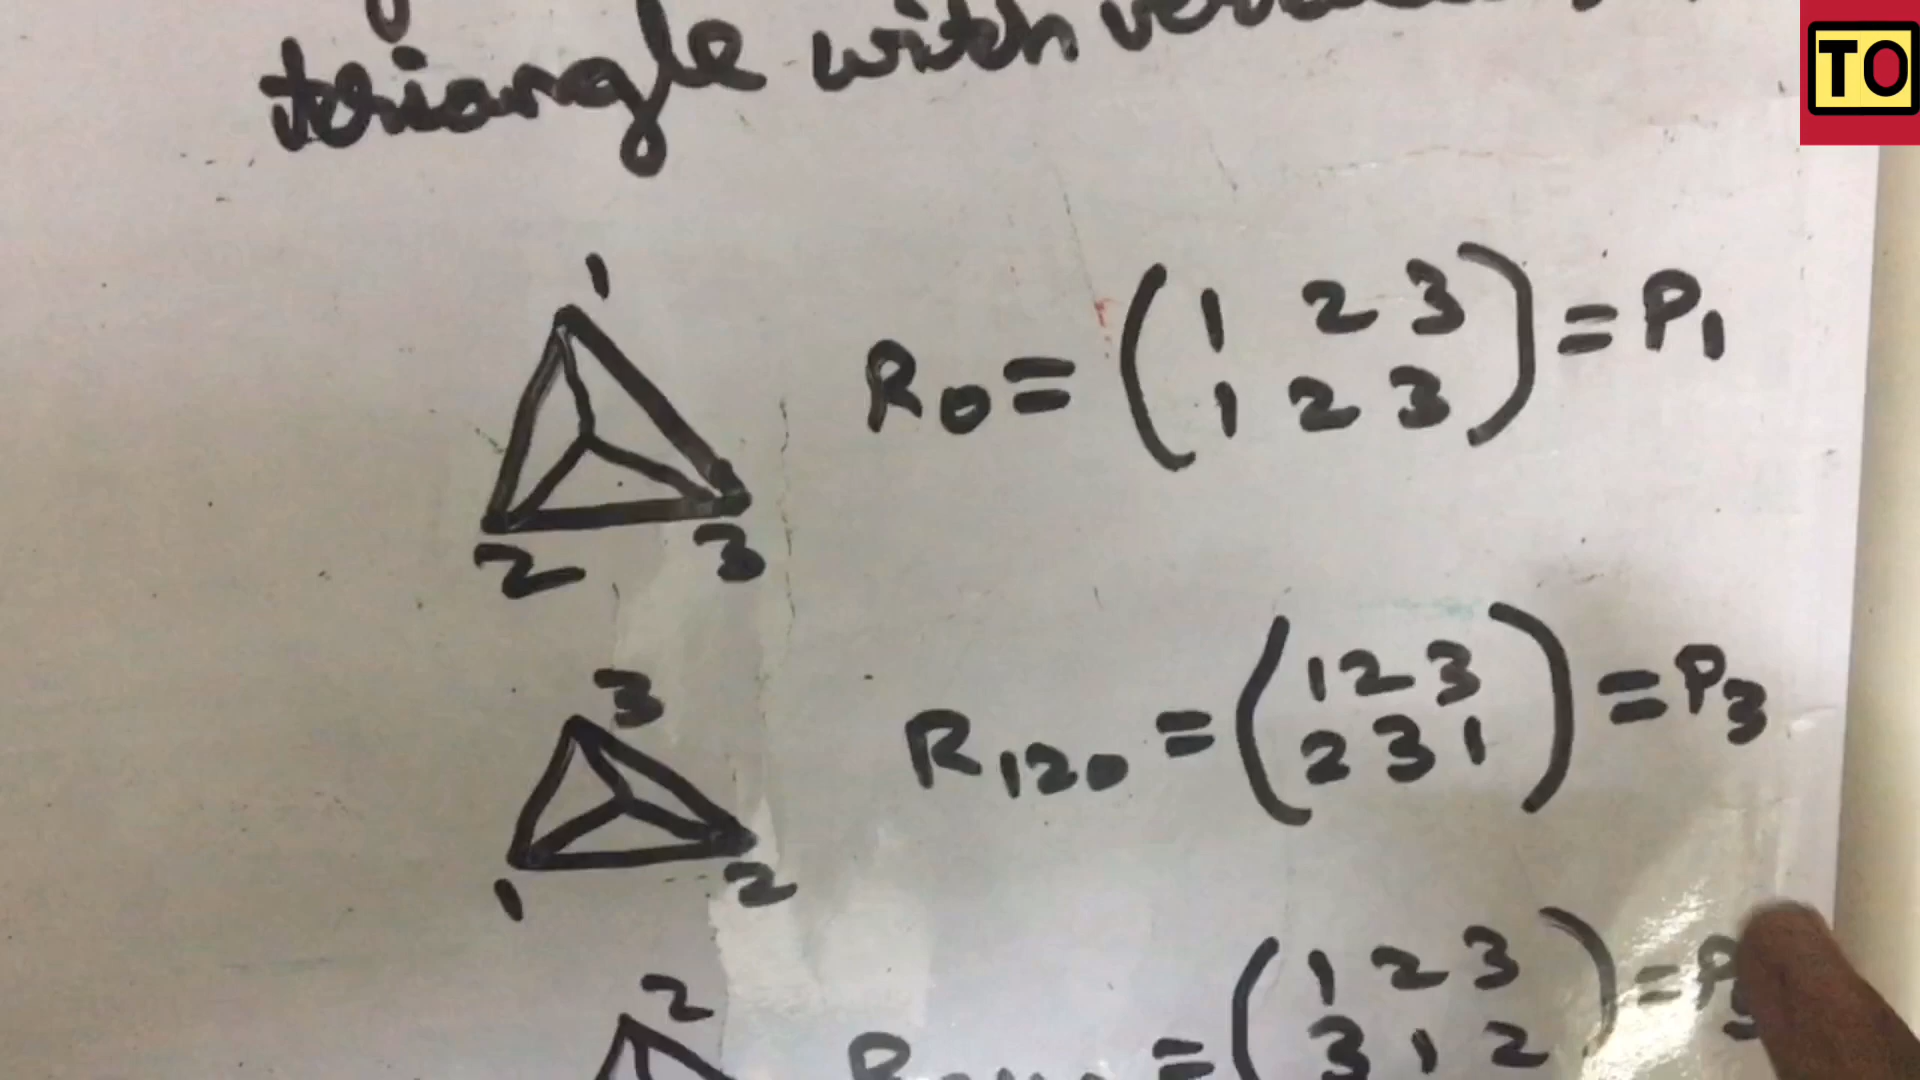 triangle with
TO
1
R0 = ( 1 2 3 ) = P1
1 2 3
2 3
3
R120 = ( 1 2 3 ) = P3
2 3 1
1 2
2
= ( 1 2 3 ) = P
3 1 2